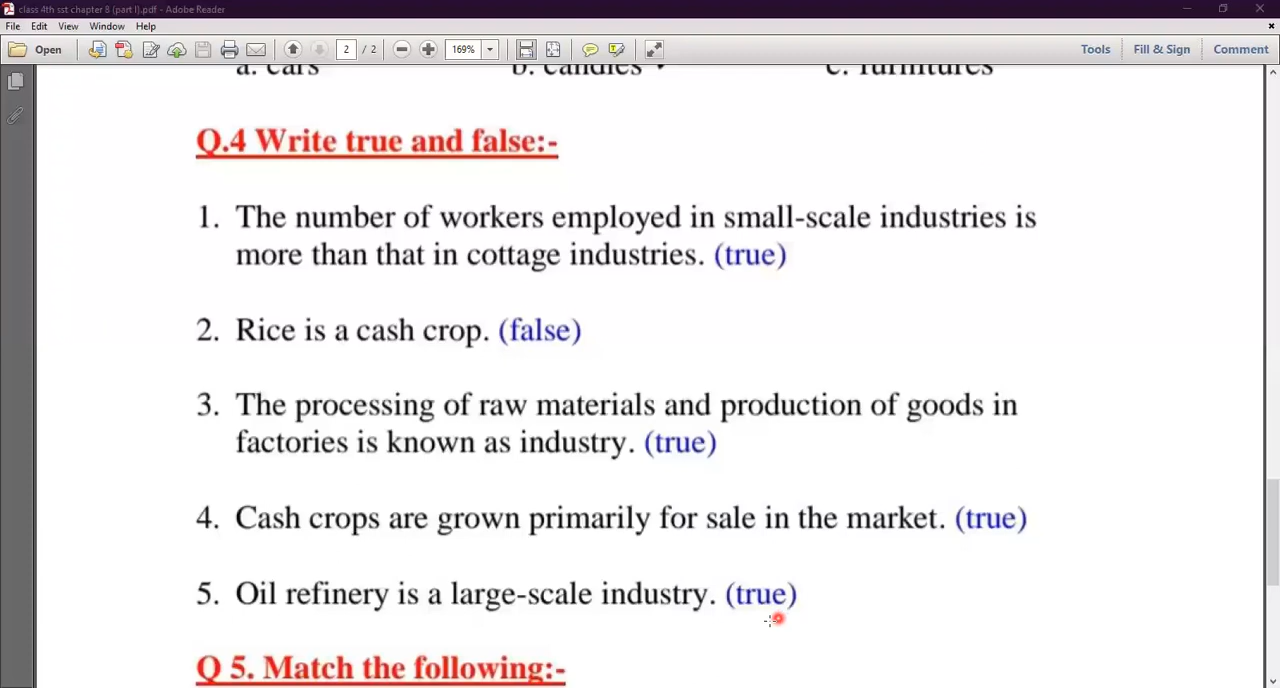 class 4th sst chapter 8 (part I).pdf - Adobe Reader
File Edit View Window Help
Open 2 / 2 169% Tools Fill & Sign Comment
a. cars b. candies c. furnitures
Q.4 Write true and false:-
1. The number of workers employed in small-scale industries is
more than that in cottage industries. (true)
2. Rice is a cash crop. (false)
3. The processing of raw materials and production of goods in
factories is known as industry. (true)
4. Cash crops are grown primarily for sale in the market. (true)
5. Oil refinery is a large-scale industry. (true)
Q 5. Match the following:-